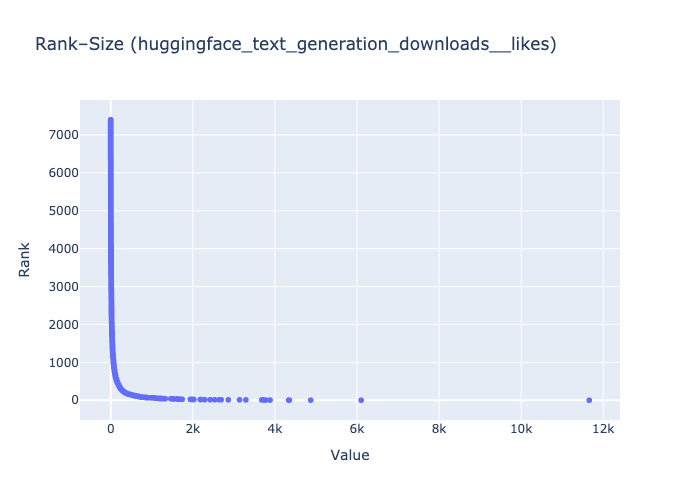 Rank−Size (huggingface_text_generation_downloads__likes)
7000
6000
5000
4000
3000
2000
1000
0
Rank
0 2k 4k 6k 8k 10k 12k
Value